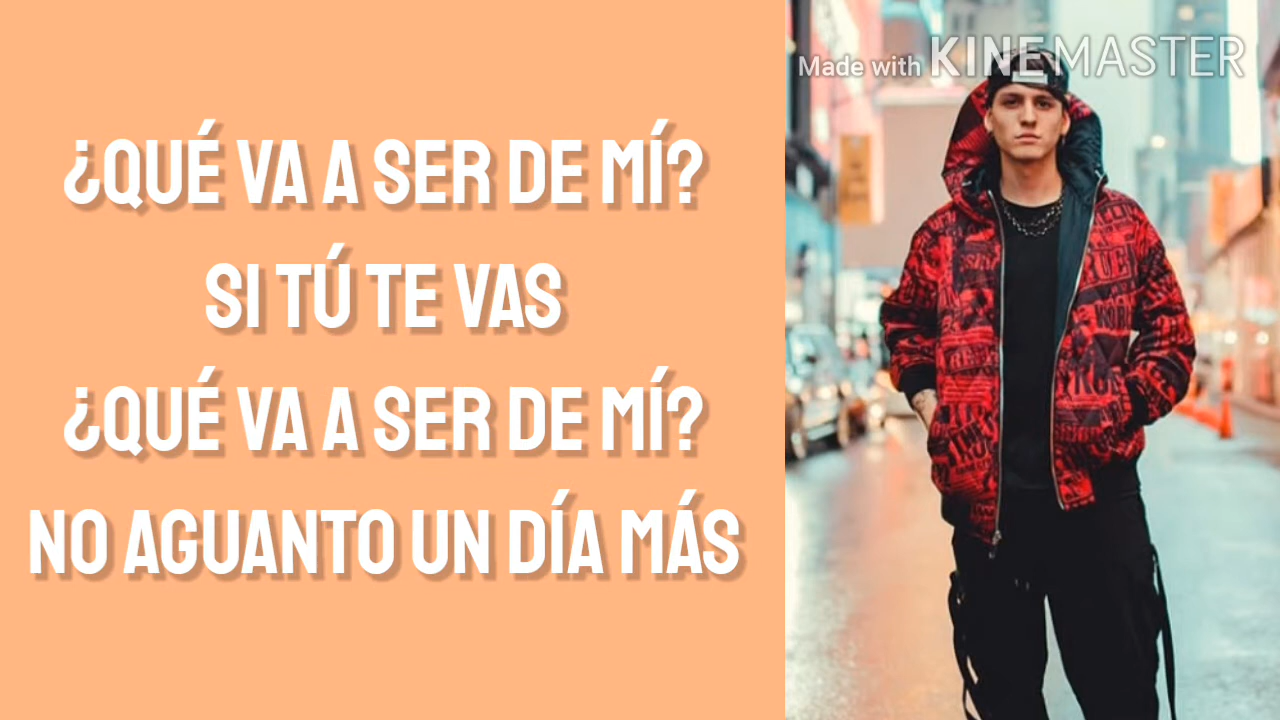 ¿QUÉ VA A SER DE MÍ?
SI TÚ TE VAS
¿QUÉ VA A SER DE MÍ?
NO AGUANTO UN DÍA MÁS
Made with KINEMASTER